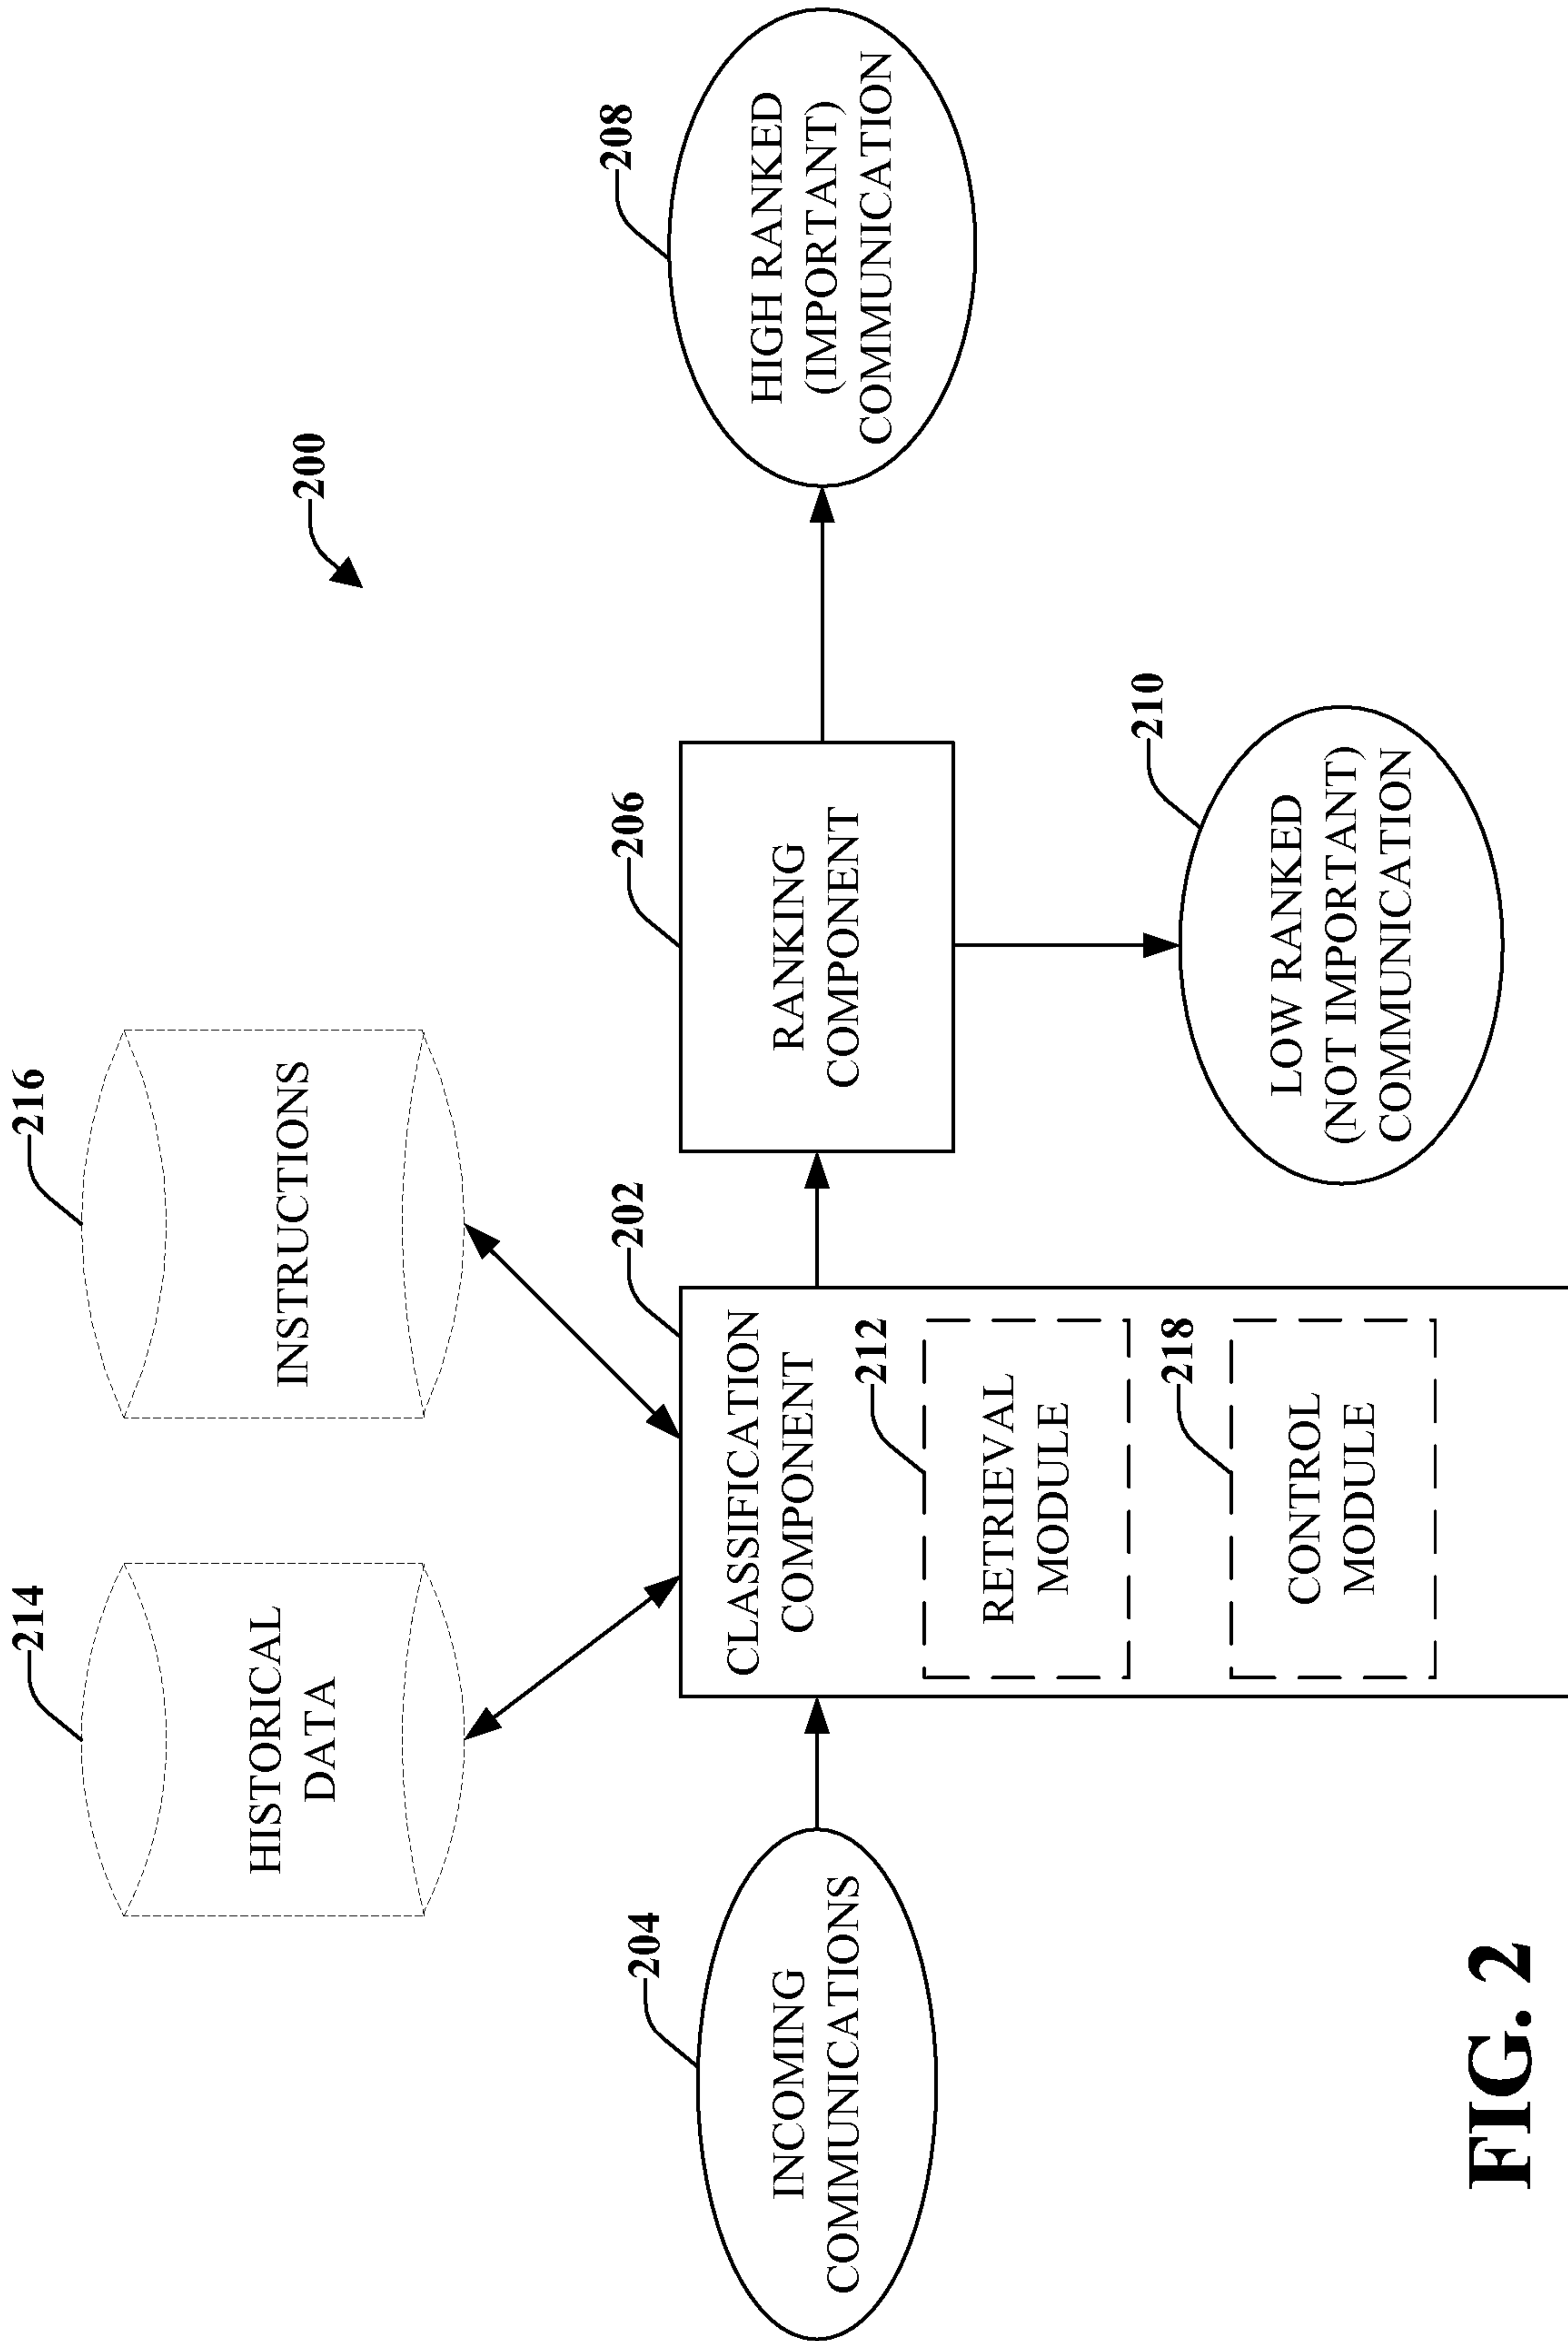 200
214
HISTORICAL
DATA
216
INSTRUCTIONS
204
INCOMING
COMMUNICATIONS
202
CLASSIFICATION
COMPONENT
212
RETRIEVAL
MODULE
218
CONTROL
MODULE
206
RANKING
COMPONENT
208
HIGH RANKED
(IMPORTANT)
COMMUNICATION
210
LOW RANKED
(NOT IMPORTANT)
COMMUNICATION
FIG. 2